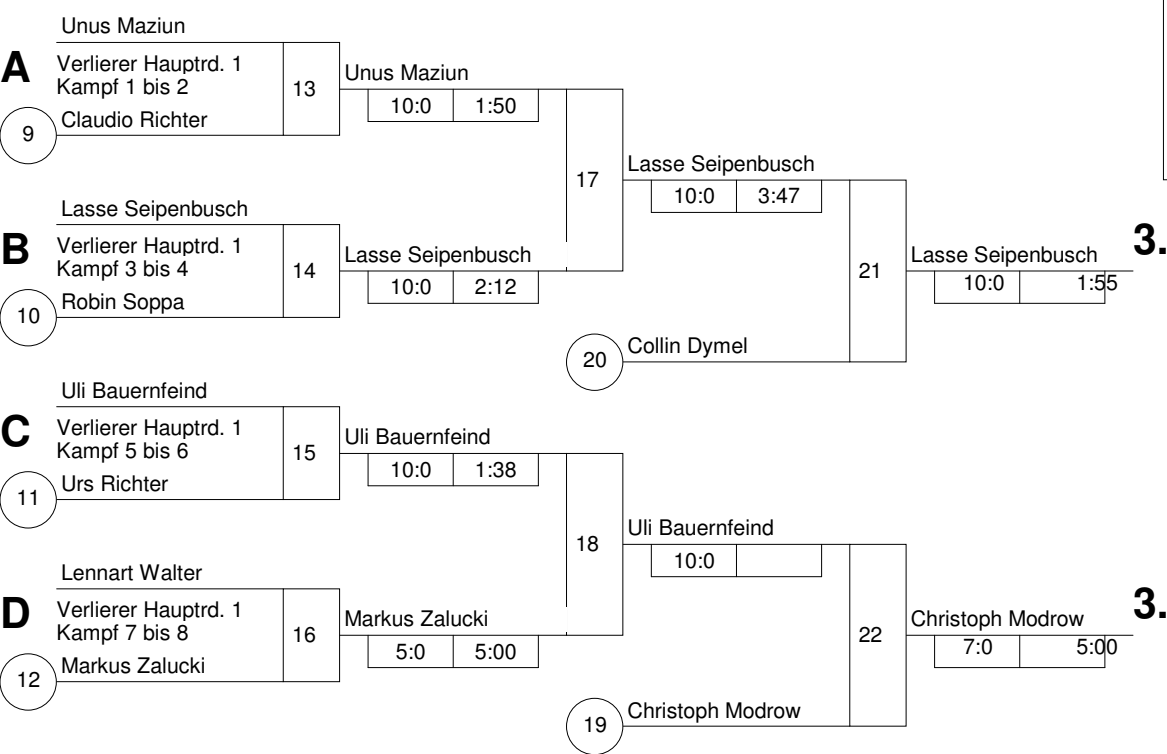 Unus Maziun
A
Verlierer Hauptrd. 1
Kampf 1 bis 2
13
9
Claudio Richter
Unus Maziun
10:0 1:50
17
Lasse Seipenbusch
10:0 3:47
Lasse Seipenbusch
B
Verlierer Hauptrd. 1
Kampf 3 bis 4
14
10
Robin Soppa
Lasse Seipenbusch
10:0 2:12
21
Lasse Seipenbusch
3.
10:0 1:55
20
Collin Dymel
Uli Bauernfeind
C
Verlierer Hauptrd. 1
Kampf 5 bis 6
15
11
Urs Richter
Uli Bauernfeind
10:0 1:38
18
Uli Bauernfeind
10:0
Lennart Walter
D
Verlierer Hauptrd. 1
Kampf 7 bis 8
16
12
Markus Zalucki
Markus Zalucki
5:0 5:00
22
Christoph Modrow
3.
7:0 5:00
19
Christoph Modrow